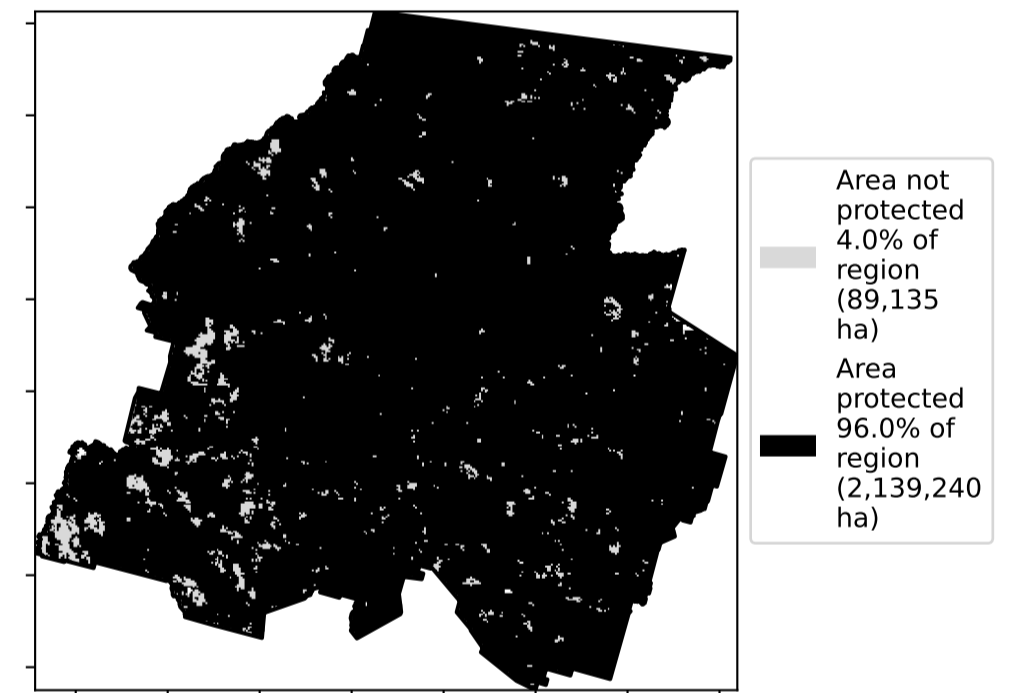 Area not
protected
4.0% of
region
(89,135
ha)
Area
protected
96.0% of
region
(2,139,240
ha)